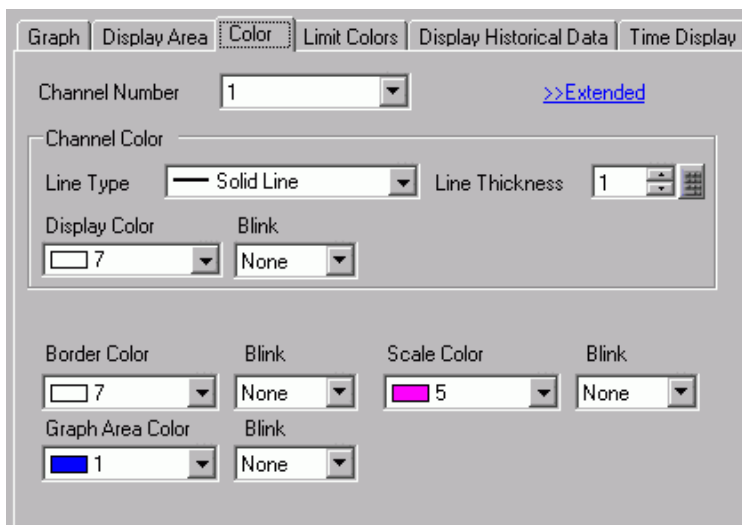 Graph Display Area Color Limit Colors Display Historical Data Time Display
Channel Number 1 >>Extended
Channel Color
Line Type Solid Line Line Thickness 1
Display Color Blink
7 None
Border Color Blink Scale Color Blink
7 None 5 None
Graph Area Color Blink
1 None